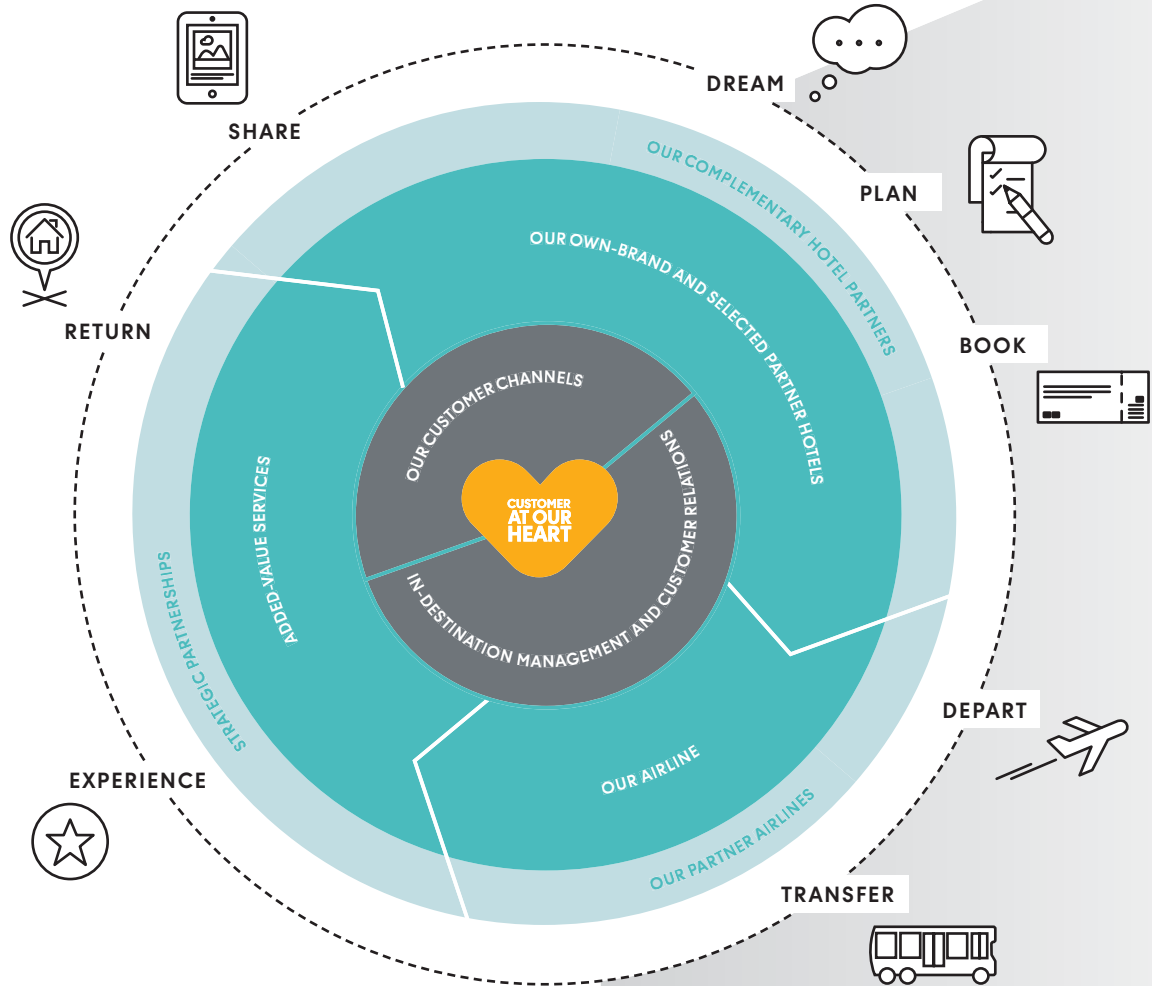 DREAM
PLAN
BOOK
DEPART
TRANSFER
EXPERIENCE
RETURN
SHARE
OUR COMPLEMENTARY HOTEL PARTNERS
OUR PARTNER AIRLINES
STRATEGIC PARTNERSHIPS
OUR OWN-BRAND AND SELECTED PARTNER HOTELS
OUR AIRLINE
ADDED-VALUE SERVICES
OUR CUSTOMER CHANNELS
IN-DESTINATION MANAGEMENT AND CUSTOMER RELATIONS
CUSTOMER
AT OUR
HEART